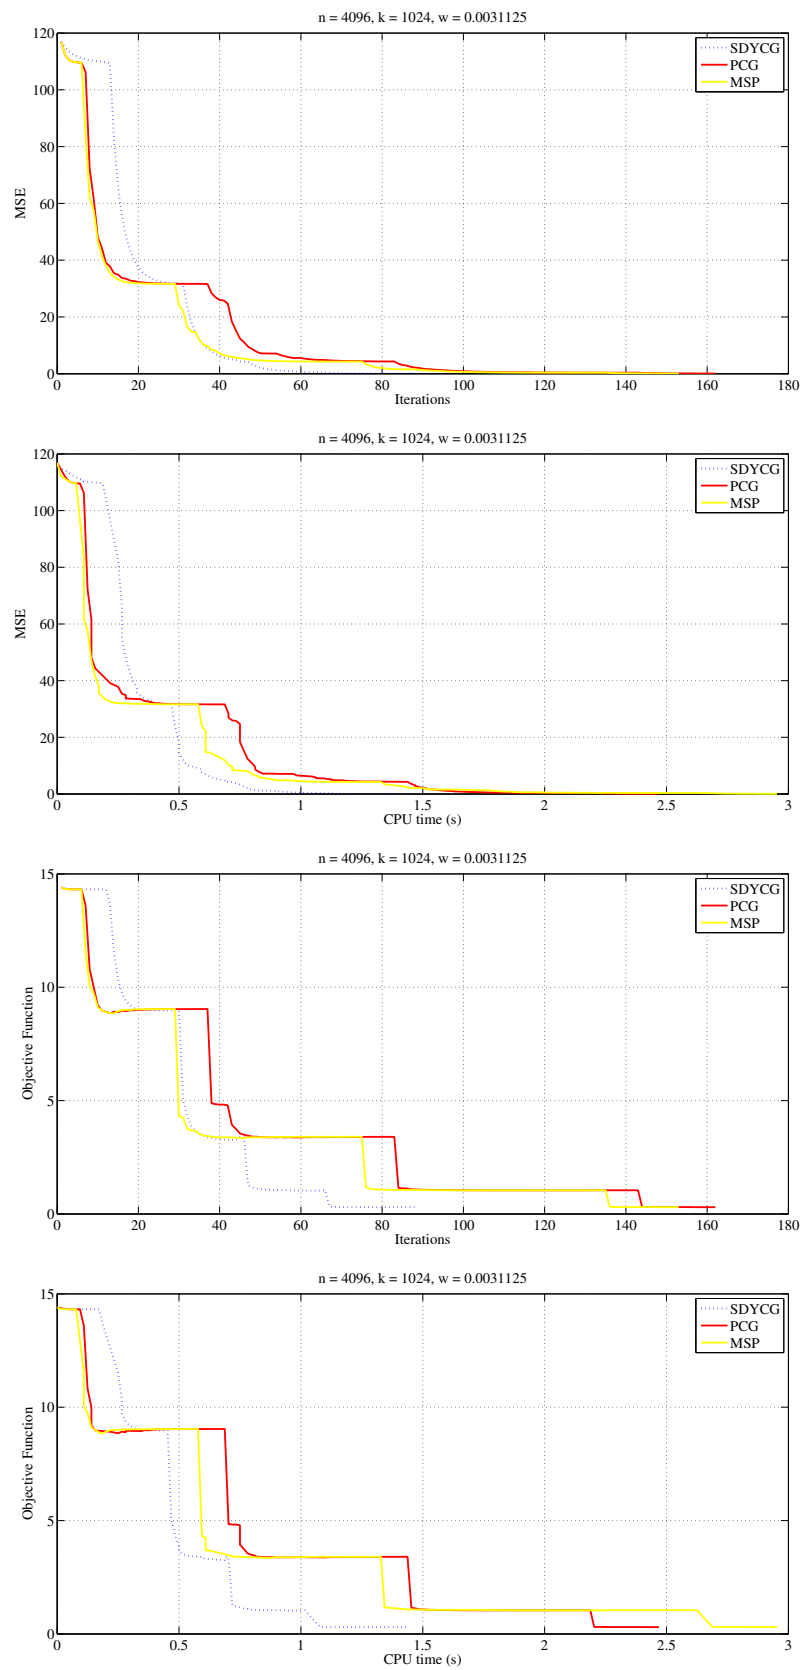 n = 4096, k = 1024, w = 0.0031125
120
SDYCG
PCG
100
MSP
80
MSE
60
40
20
0
0 20 40 60 80 100 120 140 160 180
Iterations
n = 4096, k = 1024, w = 0.0031125
120
SDYCG
PCG
100
MSP
80
MSE
60
40
20
0
0 0.5 1 1.5 2 2.5 3
CPU time (s)
n = 4096, k = 1024, w = 0.0031125
15
SDYCG
PCG
MSP
10
Objective Function
5
0
0 20 40 60 80 100 120 140 160 180
Iterations
n = 4096, k = 1024, w = 0.0031125
15
SDYCG
PCG
MSP
10
Objective Function
5
0
0 0.5 1 1.5 2 2.5 3
CPU time (s)